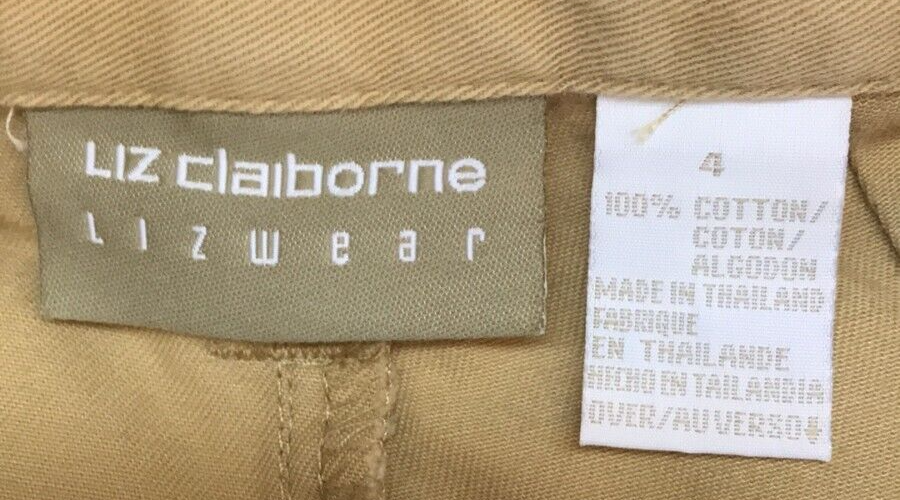 Liz claiborne
lizwear
4
100% COTTON/
COTON/
ALGODON
MADE IN THAILAND
FABRIQUE
EN THAILANDE
HECHO EN TAILANDIA
OVER/AU VERSO↓